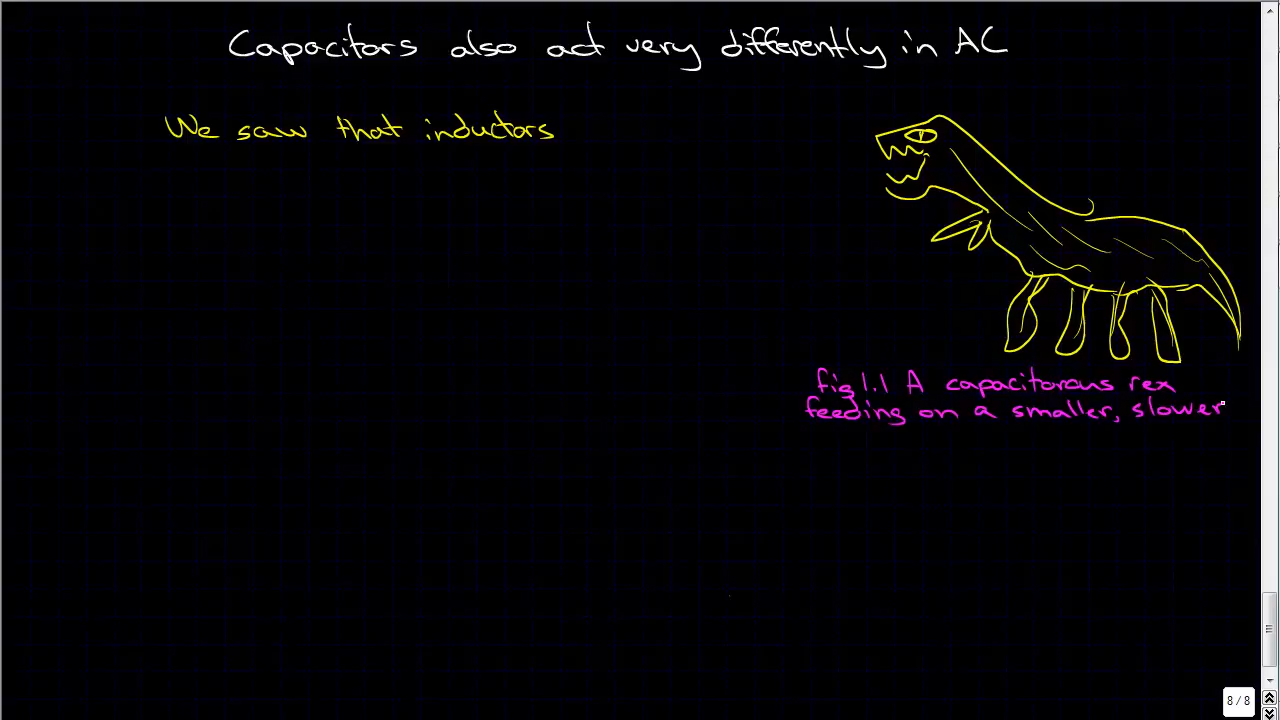 Capacitors also act very differently in AC
We saw that inductors
fig 1.1 A capacitoraus rex
feeding on a smaller, slower
8/8